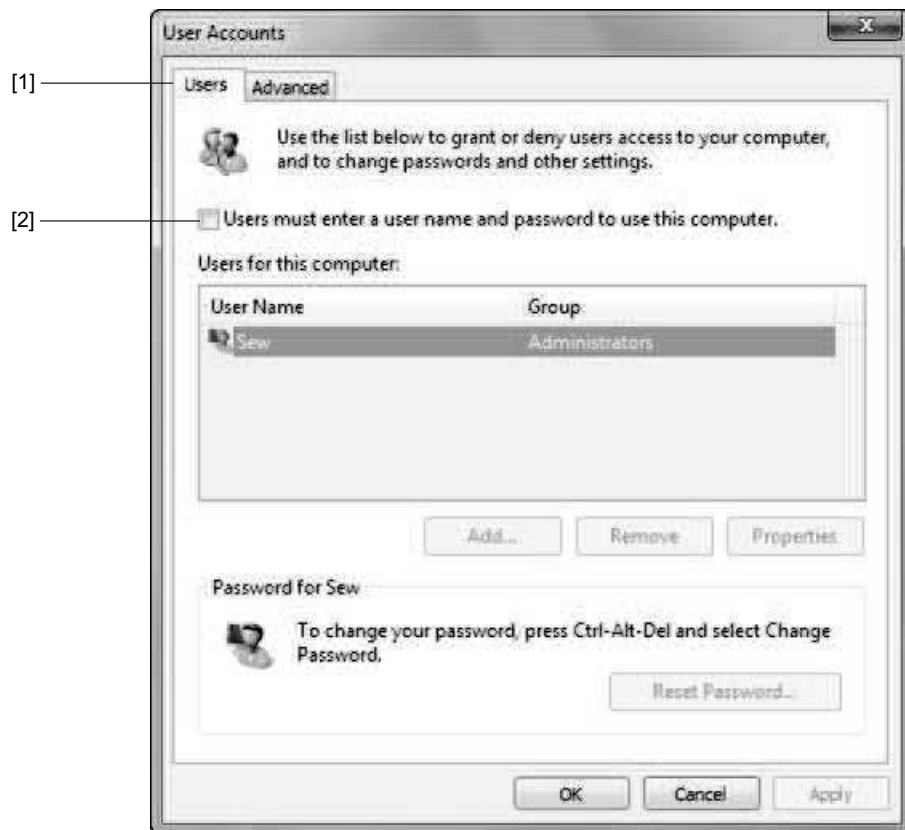 User Accounts
[1]
Users Advanced
Use the list below to grant or deny users access to your computer,
and to change passwords and other settings.
[2]
Users must enter a user name and password to use this computer.
Users for this computer:
User Name Group
Sew Administrators
Add... Remove Properties
Password for Sew
To change your password, press Ctrl-Alt-Del and select Change
Password.
Reset Password...
OK Cancel Apply